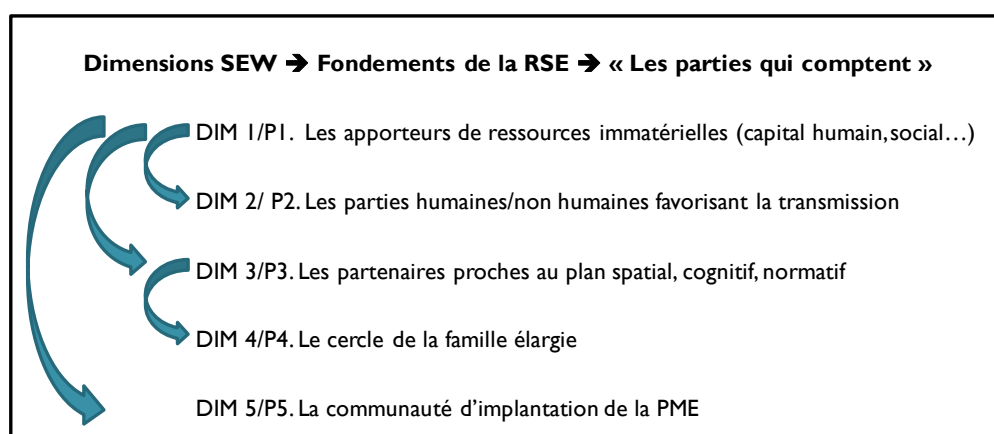 Dimensions SEW ➔ Fondements de la RSE ➔ « Les parties qui comptent »
DIM 1/P1. Les apporteurs de ressources immatérielles (capital humain, social…)
DIM 2/ P2. Les parties humaines/non humaines favorisant la transmission
DIM 3/P3. Les partenaires proches au plan spatial, cognitif, normatif
DIM 4/P4. Le cercle de la famille élargie
DIM 5/P5. La communauté d’implantation de la PME